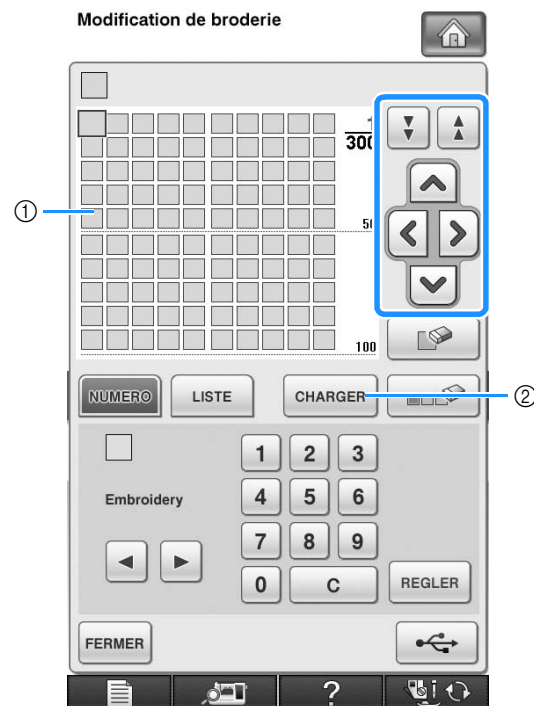 Modification de broderie
300
①
50
100
NUMERO LISTE CHARGER ②
1 2 3
Embroidery 4 5 6
7 8 9
0 C REGLER
FERMER
?